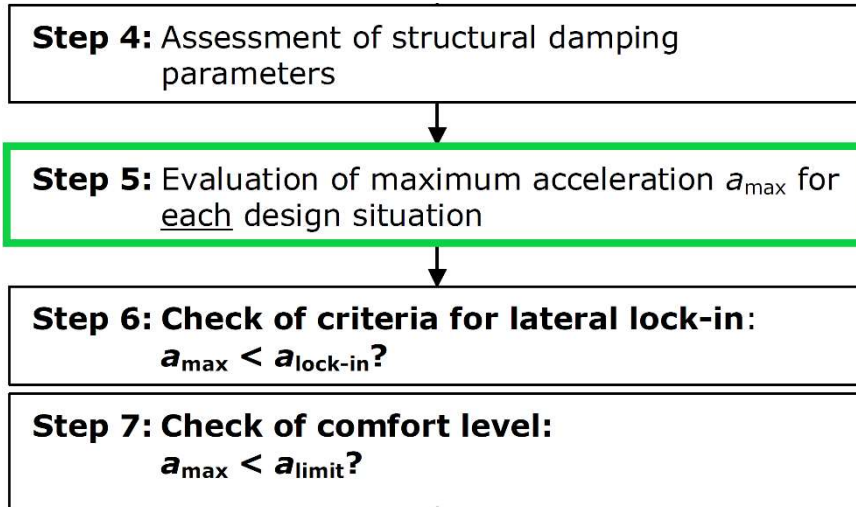 Step 4: Assessment of structural damping
parameters
Step 5: Evaluation of maximum acceleration amax for
each design situation
Step 6: Check of criteria for lateral lock-in:
amax < alock-in?
Step 7: Check of comfort level:
amax < alimit?